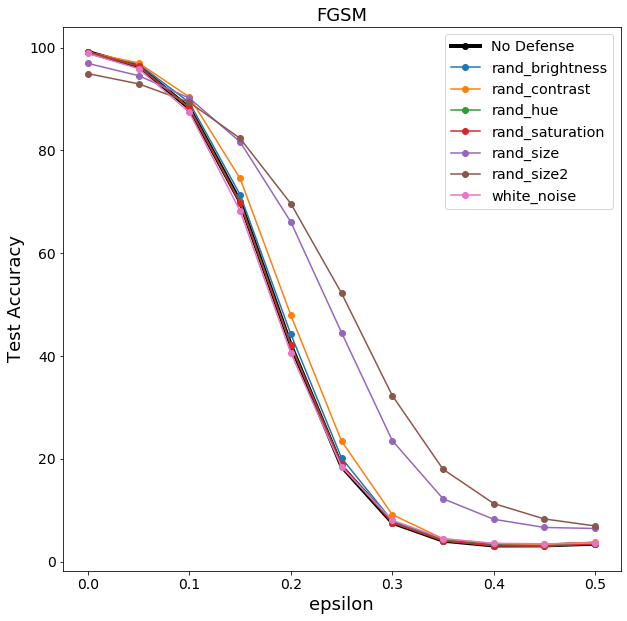 FGSM
No Defense
rand_brightness
rand_contrast
rand_hue
rand_saturation
rand_size
rand_size2
white_noise
100
80
60
40
20
0
Test Accuracy
0.0 0.1 0.2 0.3 0.4 0.5
epsilon